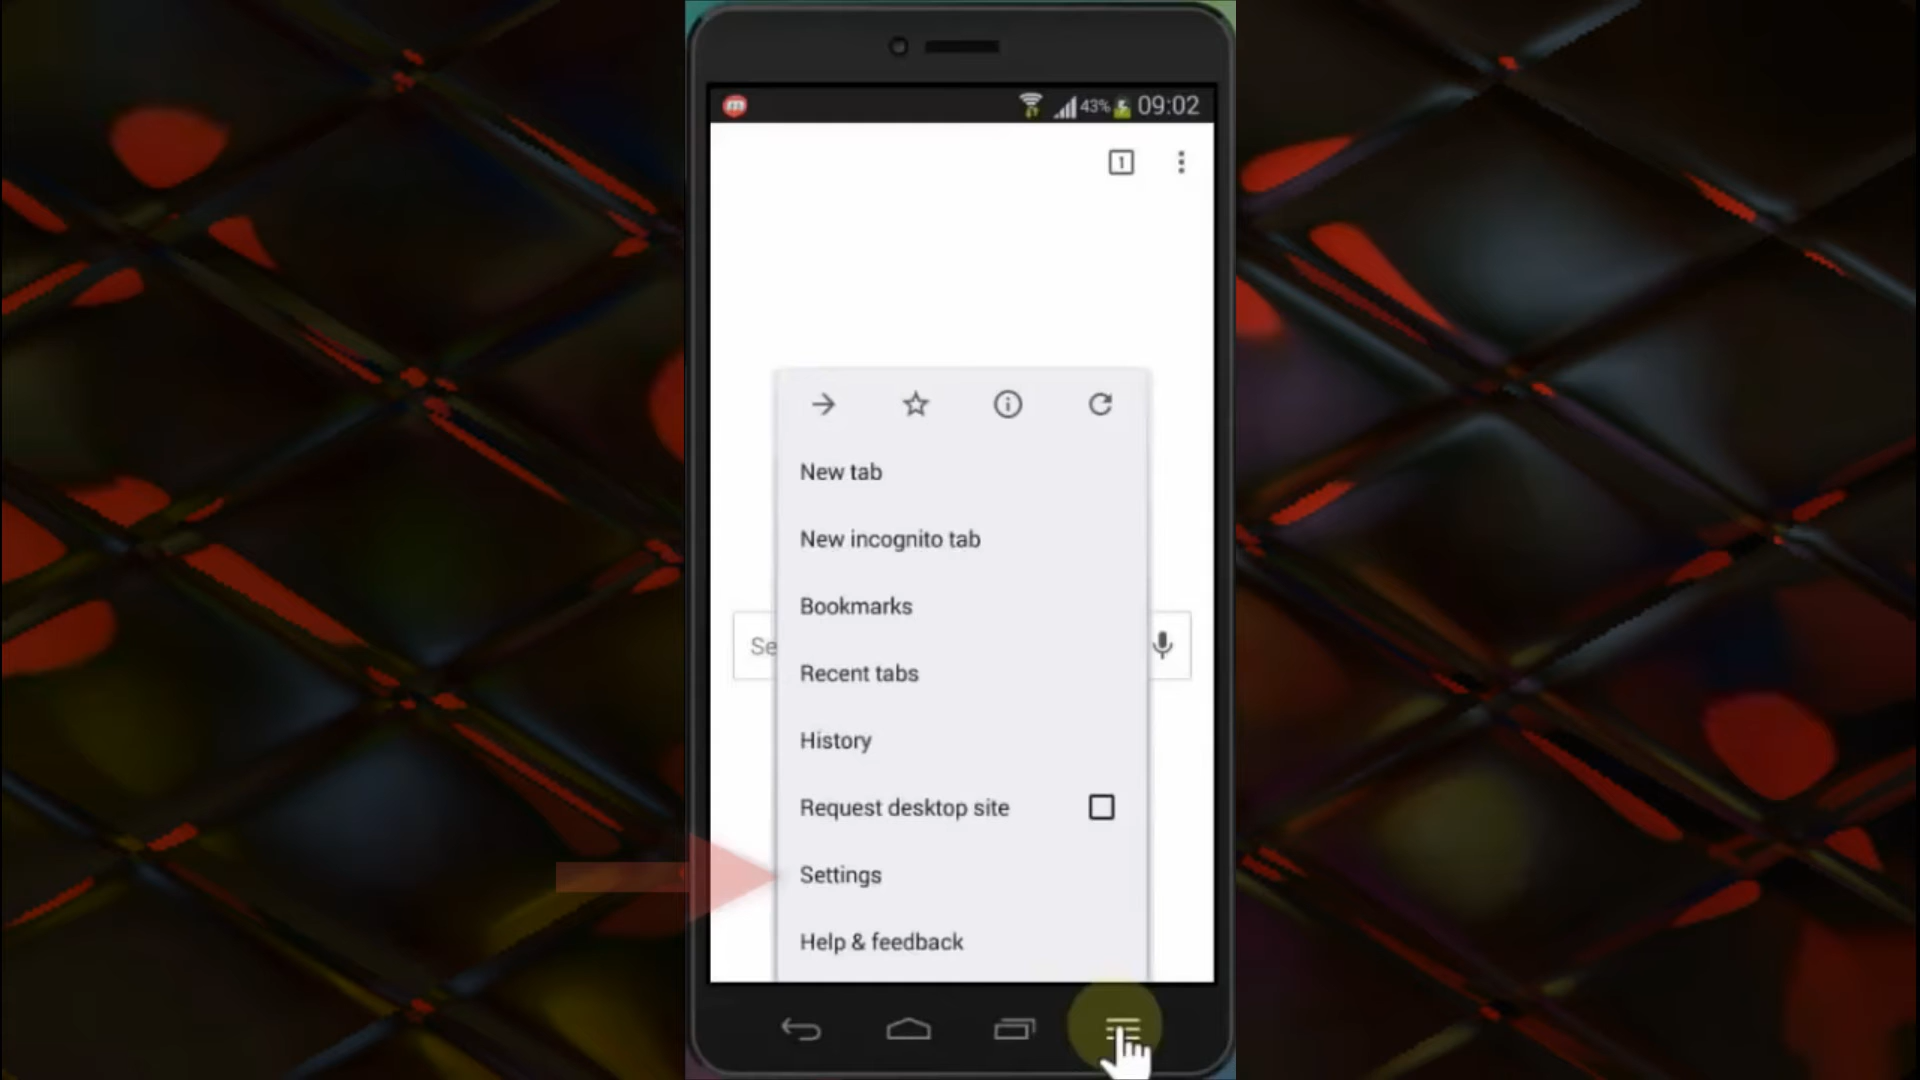 43% 09:02
1
New tab
New incognito tab
Bookmarks
Se
Recent tabs
History
Request desktop site
Settings
Help & feedback